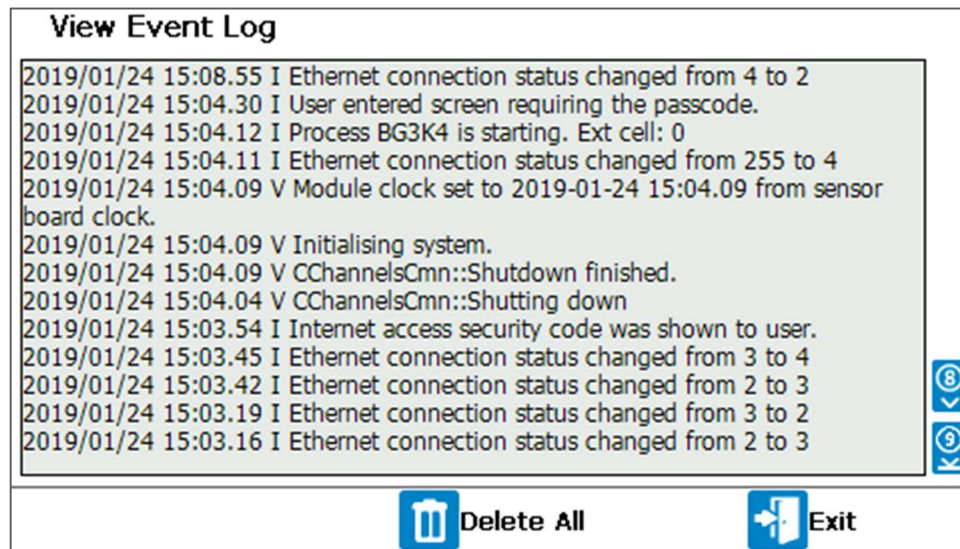 View Event Log
2019/01/24 15:08.55 I Ethernet connection status changed from 4 to 2
2019/01/24 15:04.30 I User entered screen requiring the passcode.
2019/01/24 15:04.12 I Process BG3K4 is starting. Ext cell: 0
2019/01/24 15:04.11 I Ethernet connection status changed from 255 to 4
2019/01/24 15:04.09 V Module clock set to 2019-01-24 15:04.09 from sensor
board clock.
2019/01/24 15:04.09 V Initialising system.
2019/01/24 15:04.09 V CChannelsCmn::Shutdown finished.
2019/01/24 15:04.04 V CChannelsCmn::Shutting down
2019/01/24 15:03.54 I Internet access security code was shown to user.
2019/01/24 15:03.45 I Ethernet connection status changed from 3 to 4
2019/01/24 15:03.42 I Ethernet connection status changed from 2 to 3
2019/01/24 15:03.19 I Ethernet connection status changed from 3 to 2
2019/01/24 15:03.16 I Ethernet connection status changed from 2 to 3
8
9
Delete All
Exit